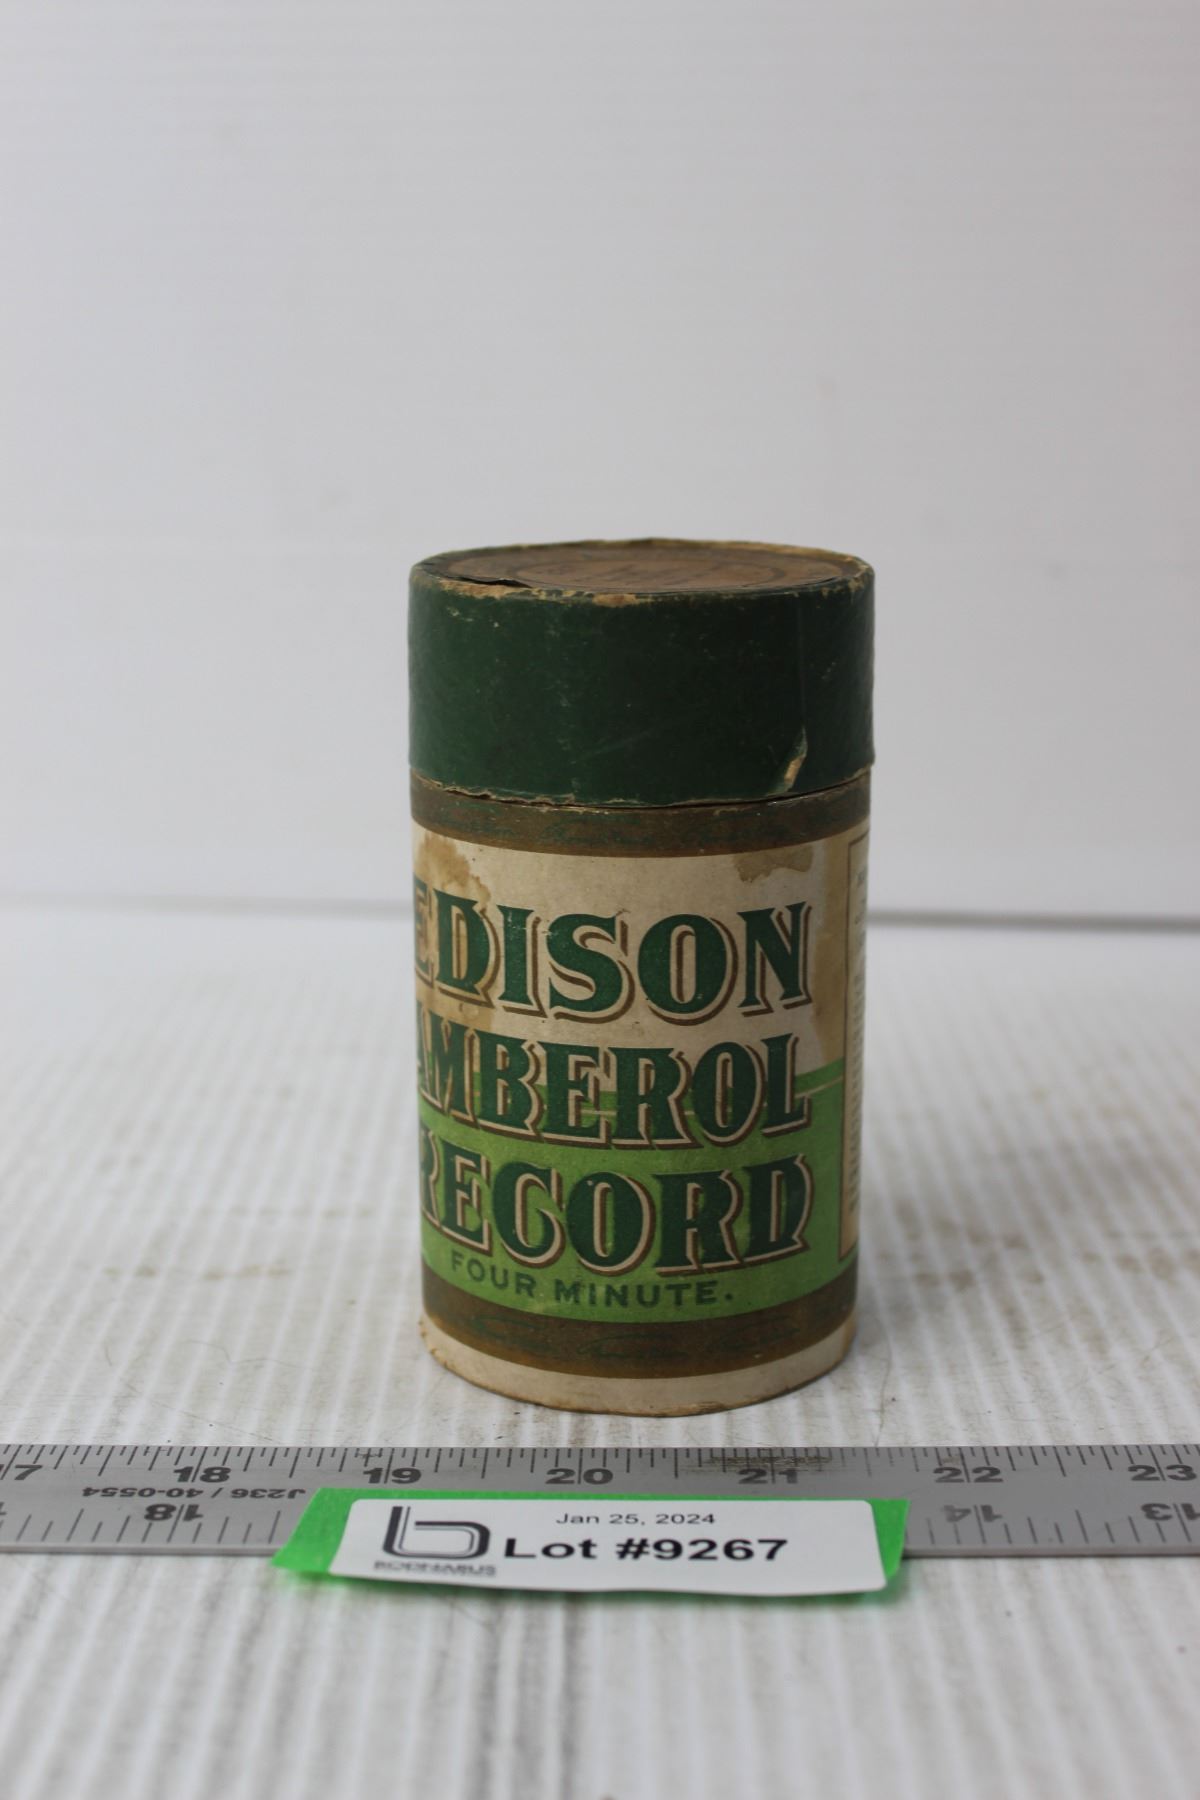 EDISON
AMBEROL
RECORD
FOUR MINUTE.
18 19 20 21 22 23
J236 / 40-0554
18 14 13
Jan 25, 2024
Lot #9267